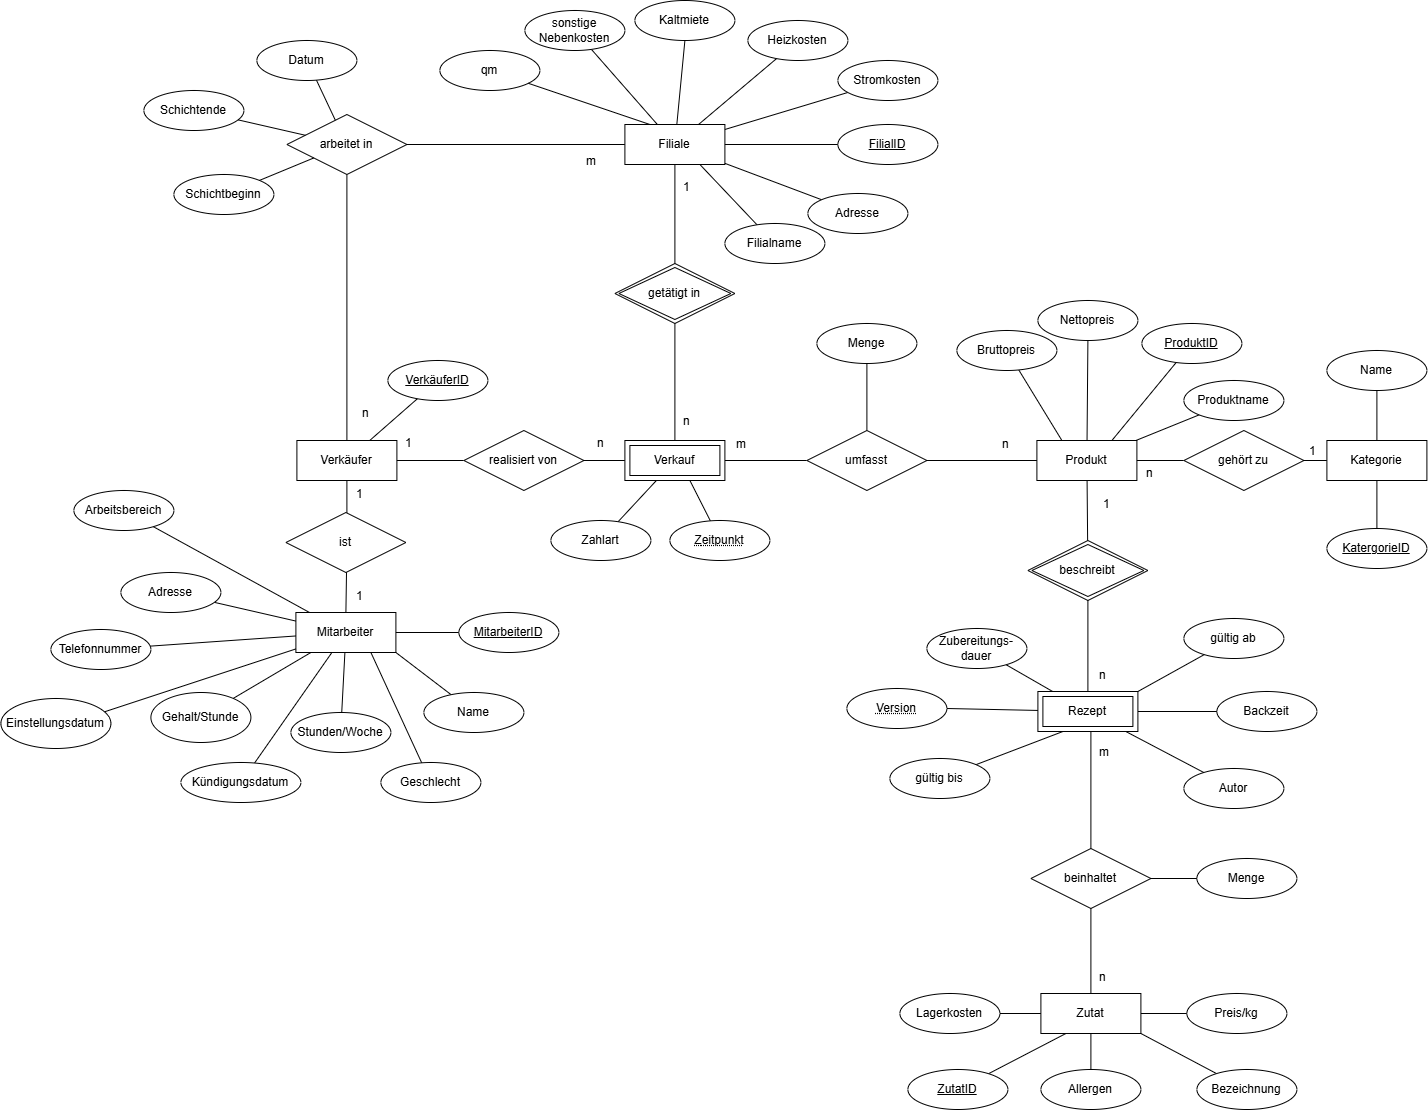 Kaltmiete
sonstige
Nebenkosten
Heizkosten
Datum
qm
Stromkosten
Schichtende
arbeitet in
Filiale
FilialID
m
1
Schichtbeginn
Adresse
Filialname
getätigt in
Nettopreis
Menge
Bruttopreis
ProduktID
Name
VerkäuferID
Produktname
n
n
1
n
m
n
1
n
Verkäufer
realisiert von
Verkauf
umfasst
Produkt
gehört zu
Kategorie
1
1
Arbeitsbereich
ist
Zahlart
Zeitpunkt
KatergorieID
beschreibt
Adresse
1
Mitarbeiter
MitarbeiterID
Zubereitungs-
dauer
gültig ab
Telefonnummer
n
Einstellungsdatum
Gehalt/Stunde
Stunden/Woche
Name
Version
Rezept
Backzeit
m
Kündigungsdatum
Geschlecht
gültig bis
Autor
beinhaltet
Menge
n
Lagerkosten
Zutat
Preis/kg
ZutatID
Allergen
Bezeichnung